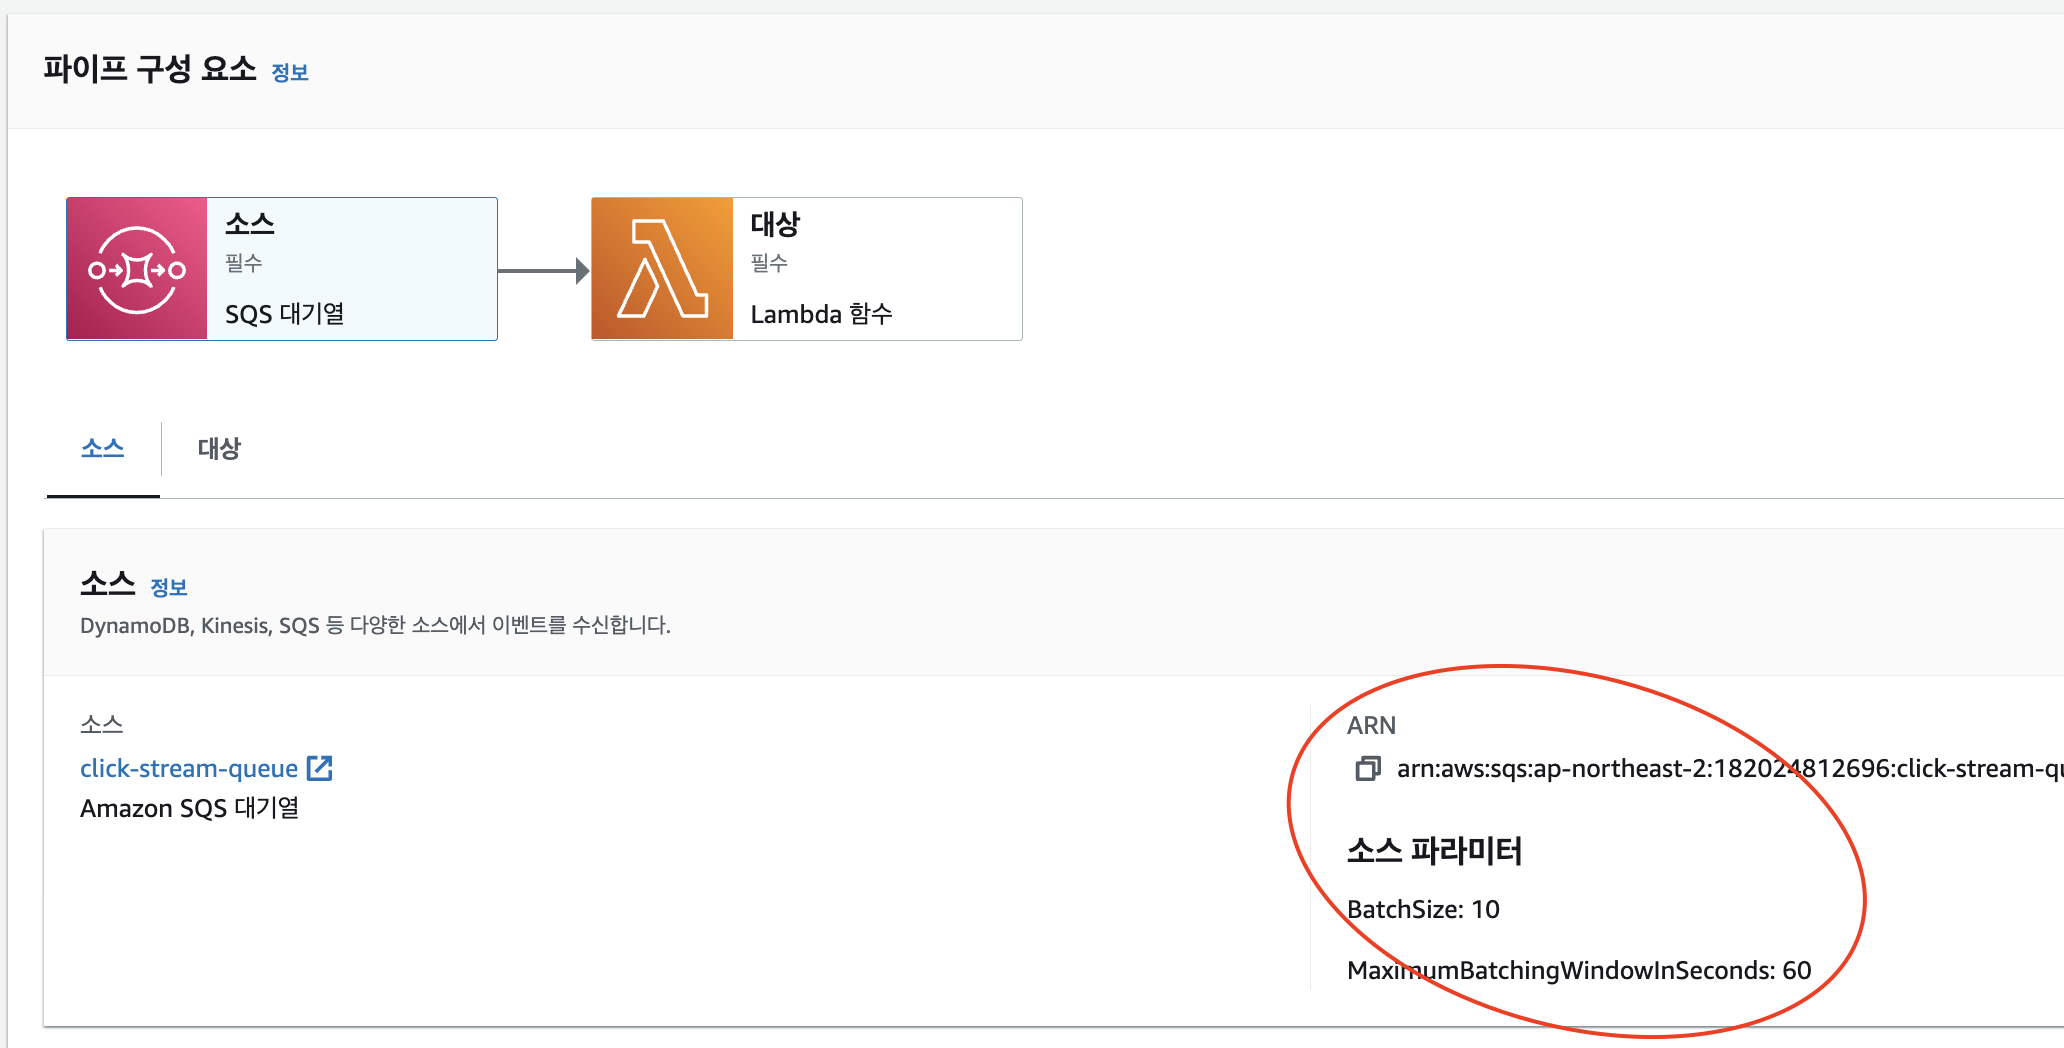 파이프 구성 요소 정보
소스
필수
SQS 대기열
대상
필수
Lambda 함수
소스
대상
소스 정보
DynamoDB, Kinesis, SQS 등 다양한 소스에서 이벤트를 수신합니다.
소스
click-stream-queue
Amazon SQS 대기열
ARN
arn:aws:sqs:ap-northeast-2:182024812696:click-stream-qu
소스 파라미터
BatchSize: 10
MaximumBatchingWindowInSeconds: 60